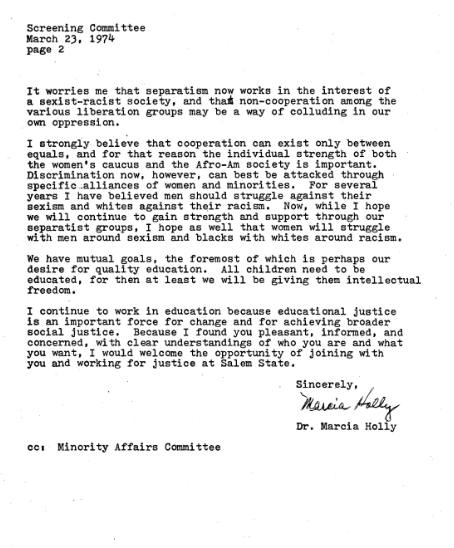 Screening Committee
March 23, 1974
page 2
It worries me that separatism now works in the interest of
a sexist-racist society, and that non-cooperation among the
various liberation groups may be a way of colluding in our
own oppression.
I strongly believe that cooperation can exist only between
equals, and for that reason the individual strength of both
the women's caucus and the Afro-Am society is important.
Discrimination now, however, can best be attacked through
specific alliances of women and minorities. For several
years I have believed men should struggle against their
sexism and whites against their racism. Now, while I hope
we will continue to gain strength and support through our
separatist groups, I hope as well that women will struggle
with men around sexism and blacks with whites around racism.
We have mutual goals, the foremost of which is perhaps our
desire for quality education. All children need to be
educated, for then at least we will be giving them intellectual
freedom.
I continue to work in education because educational justice
is an important force for change and for achieving broader
social justice. Because I found you pleasant, informed, and
concerned, with clear understandings of who you are and what
you want, I would welcome the opportunity of joining with
you and working for justice at Salem State.
Sincerely,
Marcia Holly
Dr. Marcia Holly
cc: Minority Affairs Committee